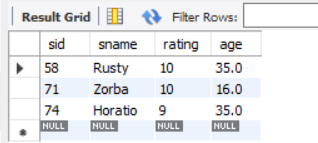 Result Grid Filter Rows:
sid sname rating age
58 Rusty 10 35.0
71 Zorba 10 16.0
74 Horatio 9 35.0
NULL NULL NULL NULL